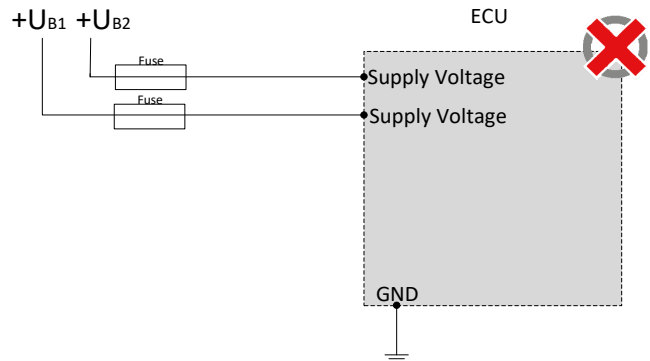 +UB1 +UB2
ECU
Fuse
Supply Voltage
Fuse
Supply Voltage
GND